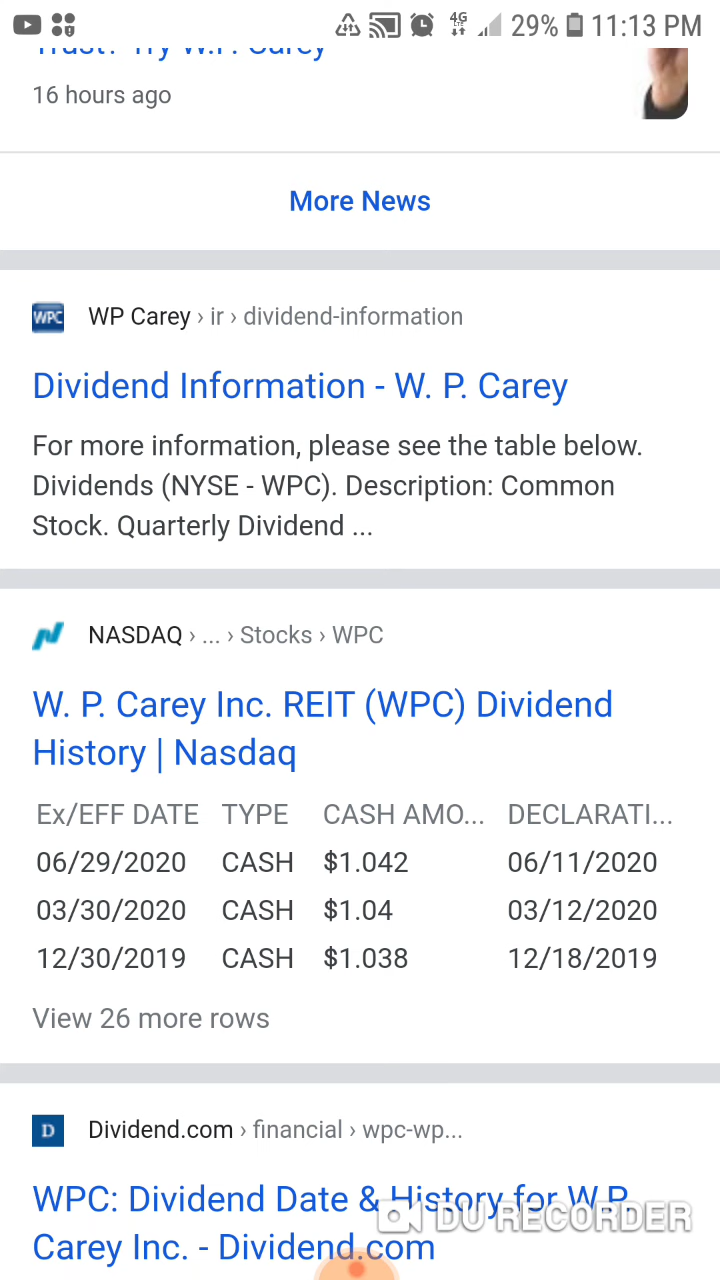 4G 29% 11:13 PM
Trust? Try W.P. Carey
16 hours ago
More News
WPC WP Carey › ir › dividend-information
Dividend Information - W. P. Carey
For more information, please see the table below.
Dividends (NYSE - WPC). Description: Common
Stock. Quarterly Dividend ...
NASDAQ › ... › Stocks › WPC
W. P. Carey Inc. REIT (WPC) Dividend
History | Nasdaq
Ex/EFF DATE TYPE CASH AMO... DECLARATI...
06/29/2020 CASH $1.042 06/11/2020
03/30/2020 CASH $1.04 03/12/2020
12/30/2019 CASH $1.038 12/18/2019
View 26 more rows
D Dividend.com › financial › wpc-wp...
WPC: Dividend Date & History for W.P.
DU RECORDER
Carey Inc. - Dividend.com